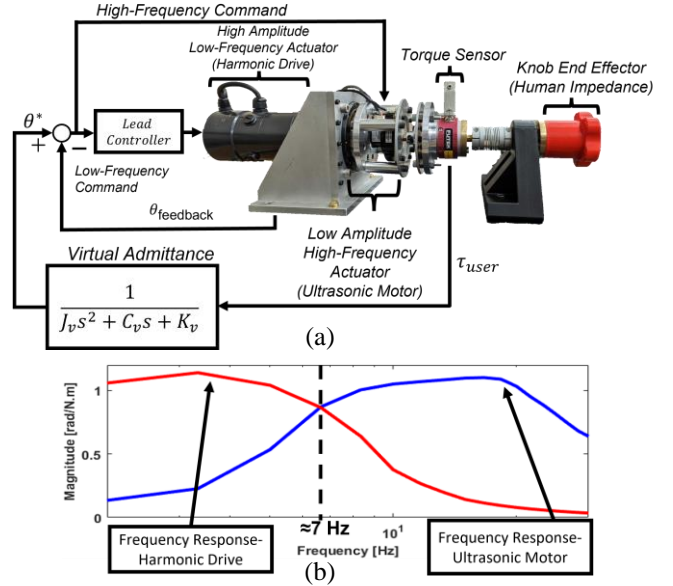 High-Frequency Command
High Amplitude
Low-Frequency Actuator
(Harmonic Drive)
Torque Sensor
Knob End Effector
(Human Impedance)
θ*
+
−
Lead
Controller
Low-Frequency
Command
θfeedback
Low Amplitude
High-Frequency
Actuator
(Ultrasonic Motor)
τuser
Virtual Admittance
1
Jᵥs² + Cᵥs + Kᵥ
(a)
Magnitude [rad/N.m]
1
0.5
0
Frequency Response-
Harmonic Drive
≈7 Hz
10¹
Frequency [Hz]
Frequency Response-
Ultrasonic Motor
(b)